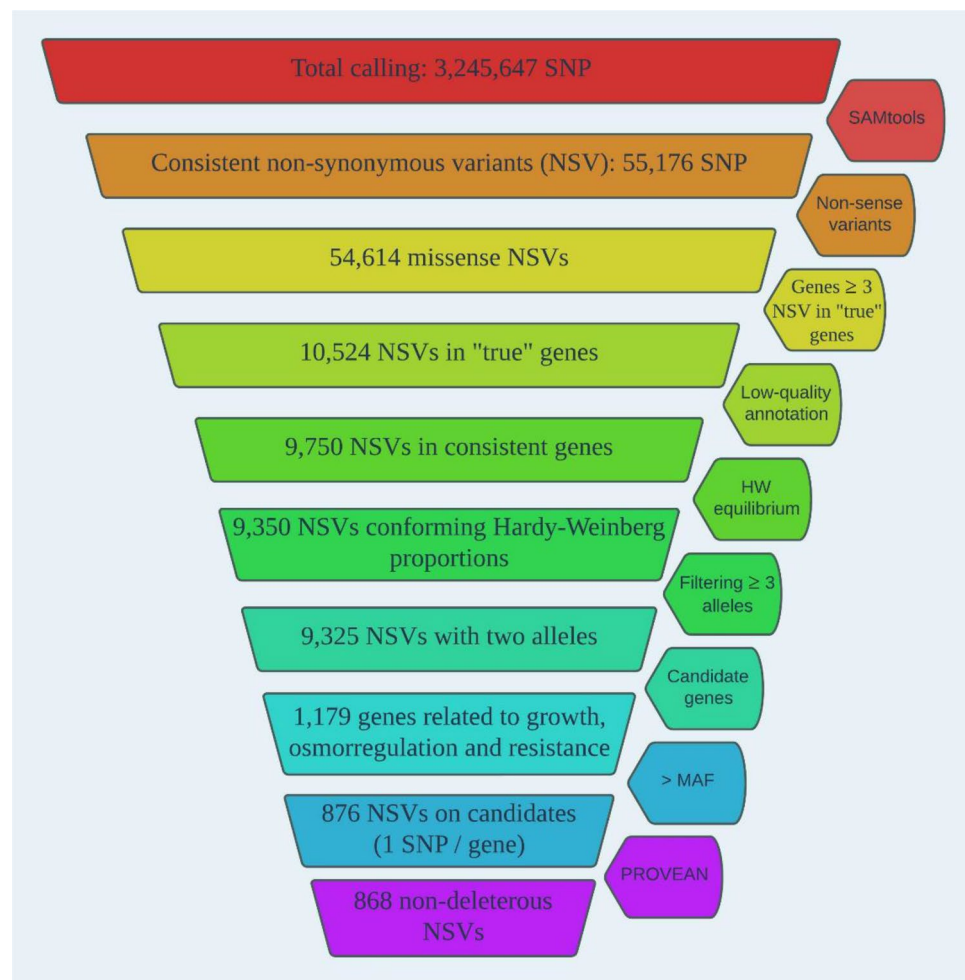 Total calling: 3,245,647 SNP
SAMtools
Consistent non-synonymous variants (NSV): 55,176 SNP
Non-sense
variants
54,614 missense NSVs
Genes ≥ 3
NSV in "true"
genes
10,524 NSVs in "true" genes
Low-quality
annotation
9,750 NSVs in consistent genes
HW
equilibrium
9,350 NSVs conforming Hardy-Weinberg
proportions
Filtering ≥ 3
alleles
9,325 NSVs with two alleles
Candidate
genes
1,179 genes related to growth,
osmorregulation and resistance
> MAF
876 NSVs on candidates
(1 SNP / gene)
PROVEAN
868 non-deleterous
NSVs